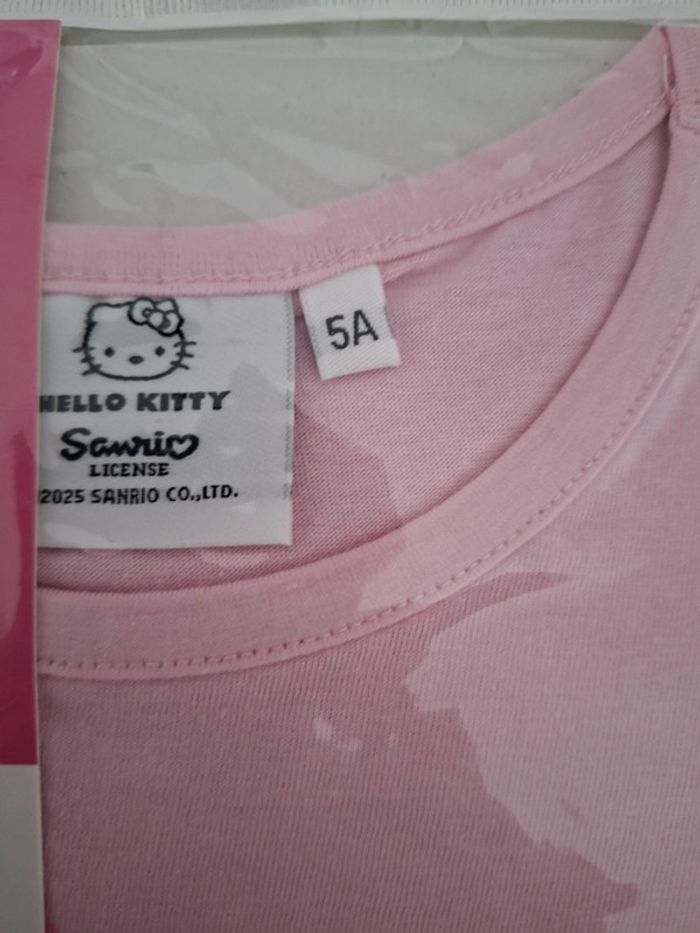 HELLO KITTY
Sanrio
LICENSE
2025 SANRIO CO.,LTD.
5A